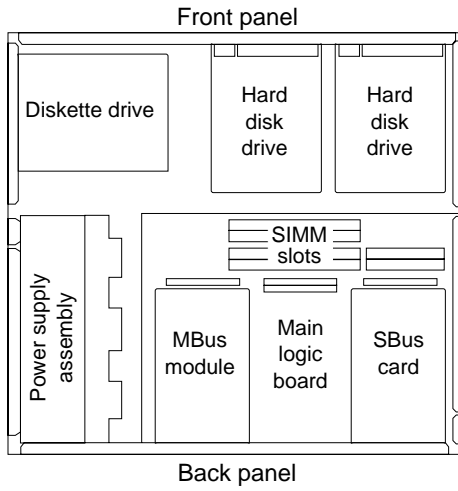 Front panel
Diskette drive
Hard
disk
drive
Hard
disk
drive
SIMM
slots
Power supply
assembly
MBus
module
Main
logic
board
SBus
card
Back panel